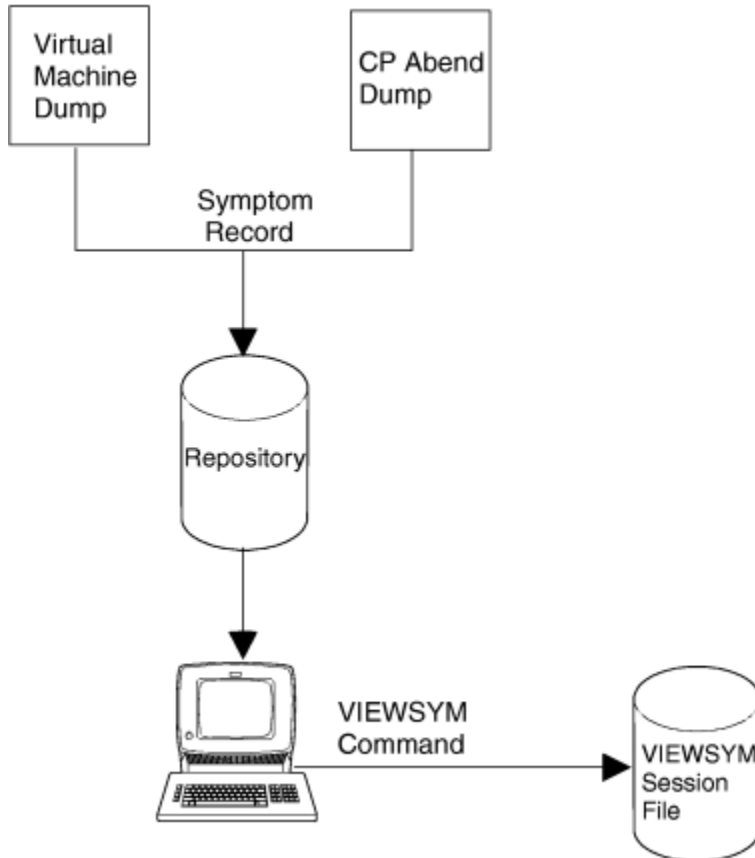 Virtual
Machine
Dump
CP Abend
Dump
Symptom
Record
Repository
VIEWSYM
Command
VIEWSYM
Session
File